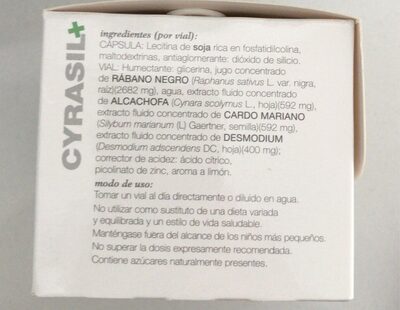 CYRASIL+
ingredientes (por vial):
CÁPSULA: Lecitina de soja rica en fosfatidilcolina,
maltodextrinas, antiaglomerante: dióxido de silicio.
VIAL: Humectante: glicerina, jugo concentrado
de RÁBANO NEGRO (Raphanus sativus L. var. nigra,
raíz)(2682 mg), agua, extracto fluido concentrado
de ALCACHOFA (Cynara scolymus L., hoja)(592 mg),
extracto fluido concentrado de CARDO MARIANO
(Silybum marianum (L) Gaertner, semilla)(592 mg),
extracto fluido concentrado de DESMODIUM
(Desmodium adscendens DC, hoja)(400 mg);
corrector de acidez: ácido cítrico,
picolinato de zinc, aroma a limón.
modo de uso:
Tomar un vial al día directamente o diluido en agua.
No utilizar como sustituto de una dieta variada
y equilibrada y un estilo de vida saludable.
Manténgase fuera del alcance de los niños más pequeños.
No superar la dosis expresamente recomendada.
Contiene azúcares naturalmente presentes.